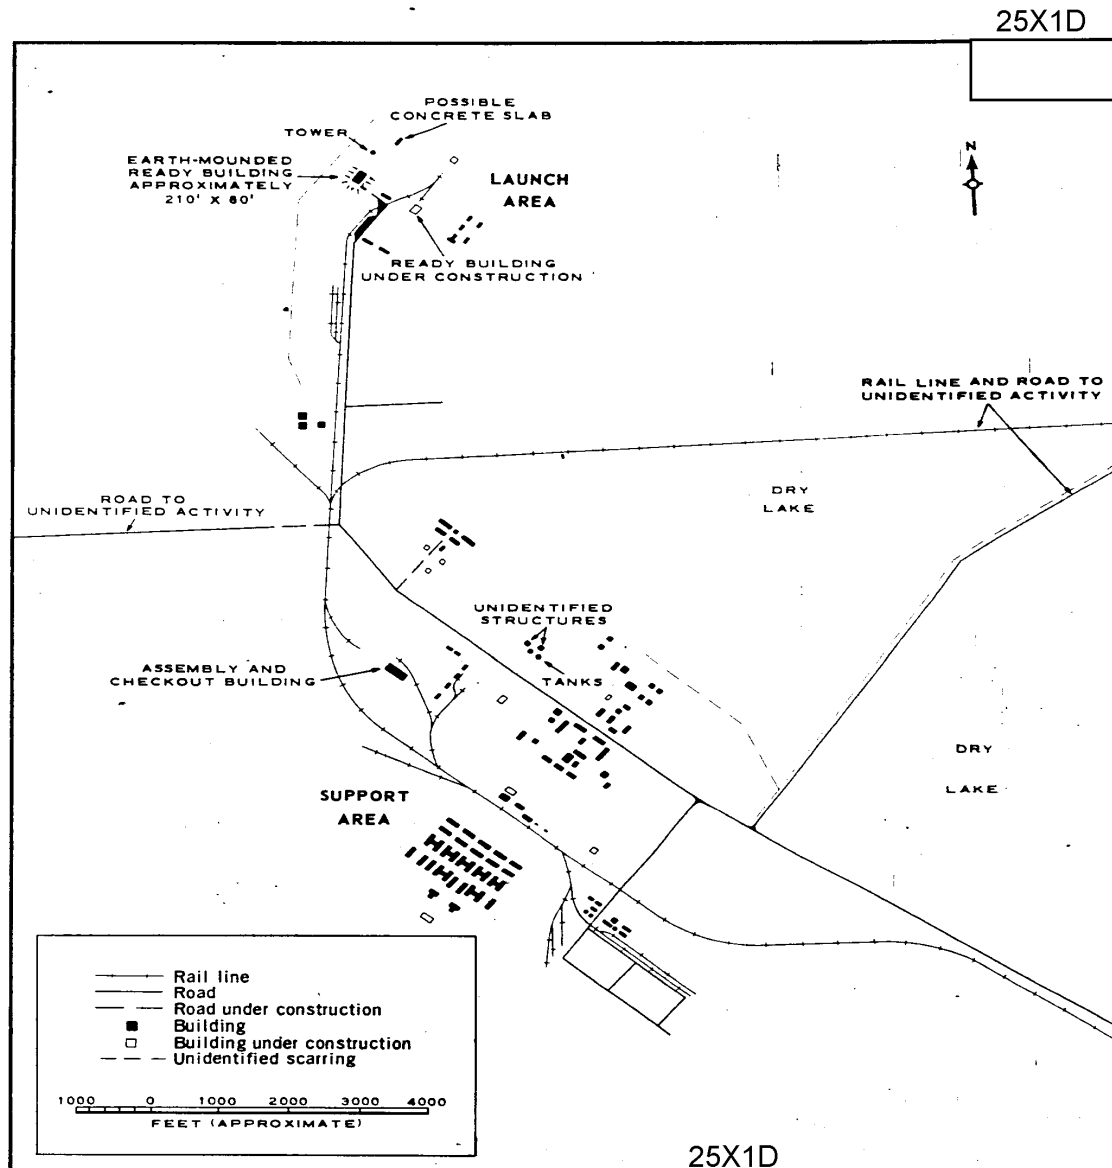 25X1D
POSSIBLE
CONCRETE SLAB
TOWER
EARTH-MOUNDED
READY BUILDING
APPROXIMATELY
210' X 80'
N
LAUNCH
AREA
READY BUILDING
UNDER CONSTRUCTION
RAIL LINE AND ROAD TO
UNIDENTIFIED ACTIVITY
ROAD TO
UNIDENTIFIED ACTIVITY
DRY
LAKE
UNIDENTIFIED
STRUCTURES
ASSEMBLY AND
CHECKOUT BUILDING
TANKS
DRY
LAKE
SUPPORT
AREA
Rail line
Road
Road under construction
Building
Building under construction
Unidentified scarring
1000 0 1000 2000 3000 4000
FEET (APPROXIMATE)
25X1D